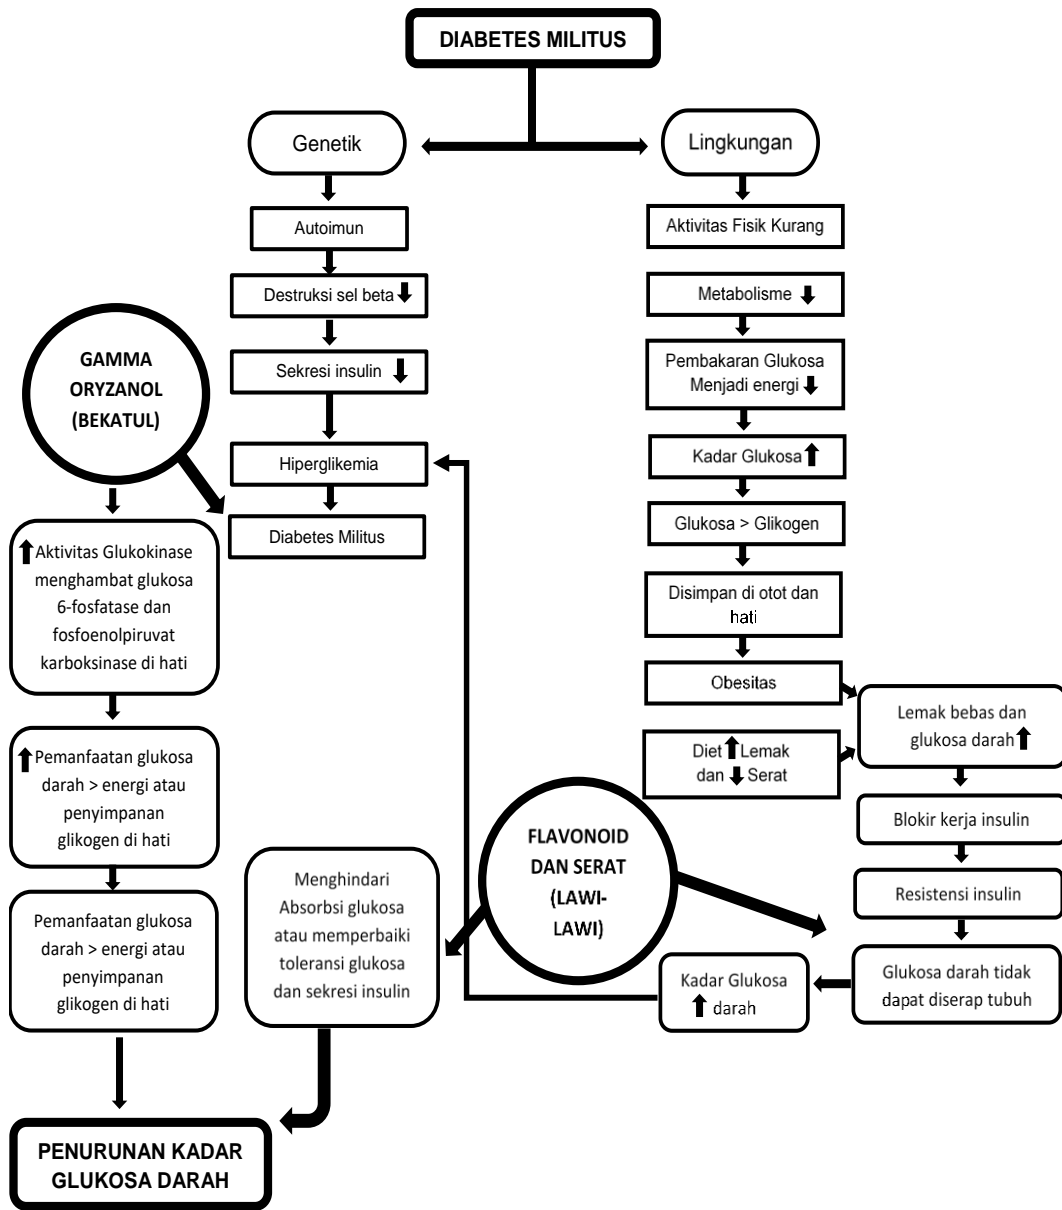 DIABETES MILITUS
Genetik
Lingkungan
Autoimun
Aktivitas Fisik Kurang
Destruksi sel beta
Metabolisme
GAMMA
ORYZANOL
(BEKATUL)
Sekresi insulin
Pembakaran Glukosa
Menjadi energi
Hiperglikemia
Kadar Glukosa
Diabetes Militus
Glukosa > Glikogen
Aktivitas Glukokinase
menghambat glukosa
6-fosfatase dan
fosfoenolpiruvat
karboksinase di hati
Disimpan di otot dan
hati
Obesitas
Lemak bebas dan
glukosa darah
Diet Lemak
dan Serat
Pemanfaatan glukosa
darah > energi atau
penyimpanan
glikogen di hati
Blokir kerja insulin
FLAVONOID
DAN SERAT
(LAWI-
LAWI)
Menghindari
Absorbsi glukosa
atau memperbaiki
toleransi glukosa
dan sekresi insulin
Resistensi insulin
Pemanfaatan glukosa
darah > energi atau
penyimpanan
glikogen di hati
Kadar Glukosa
darah
Glukosa darah tidak
dapat diserap tubuh
PENURUNAN KADAR
GLUKOSA DARAH